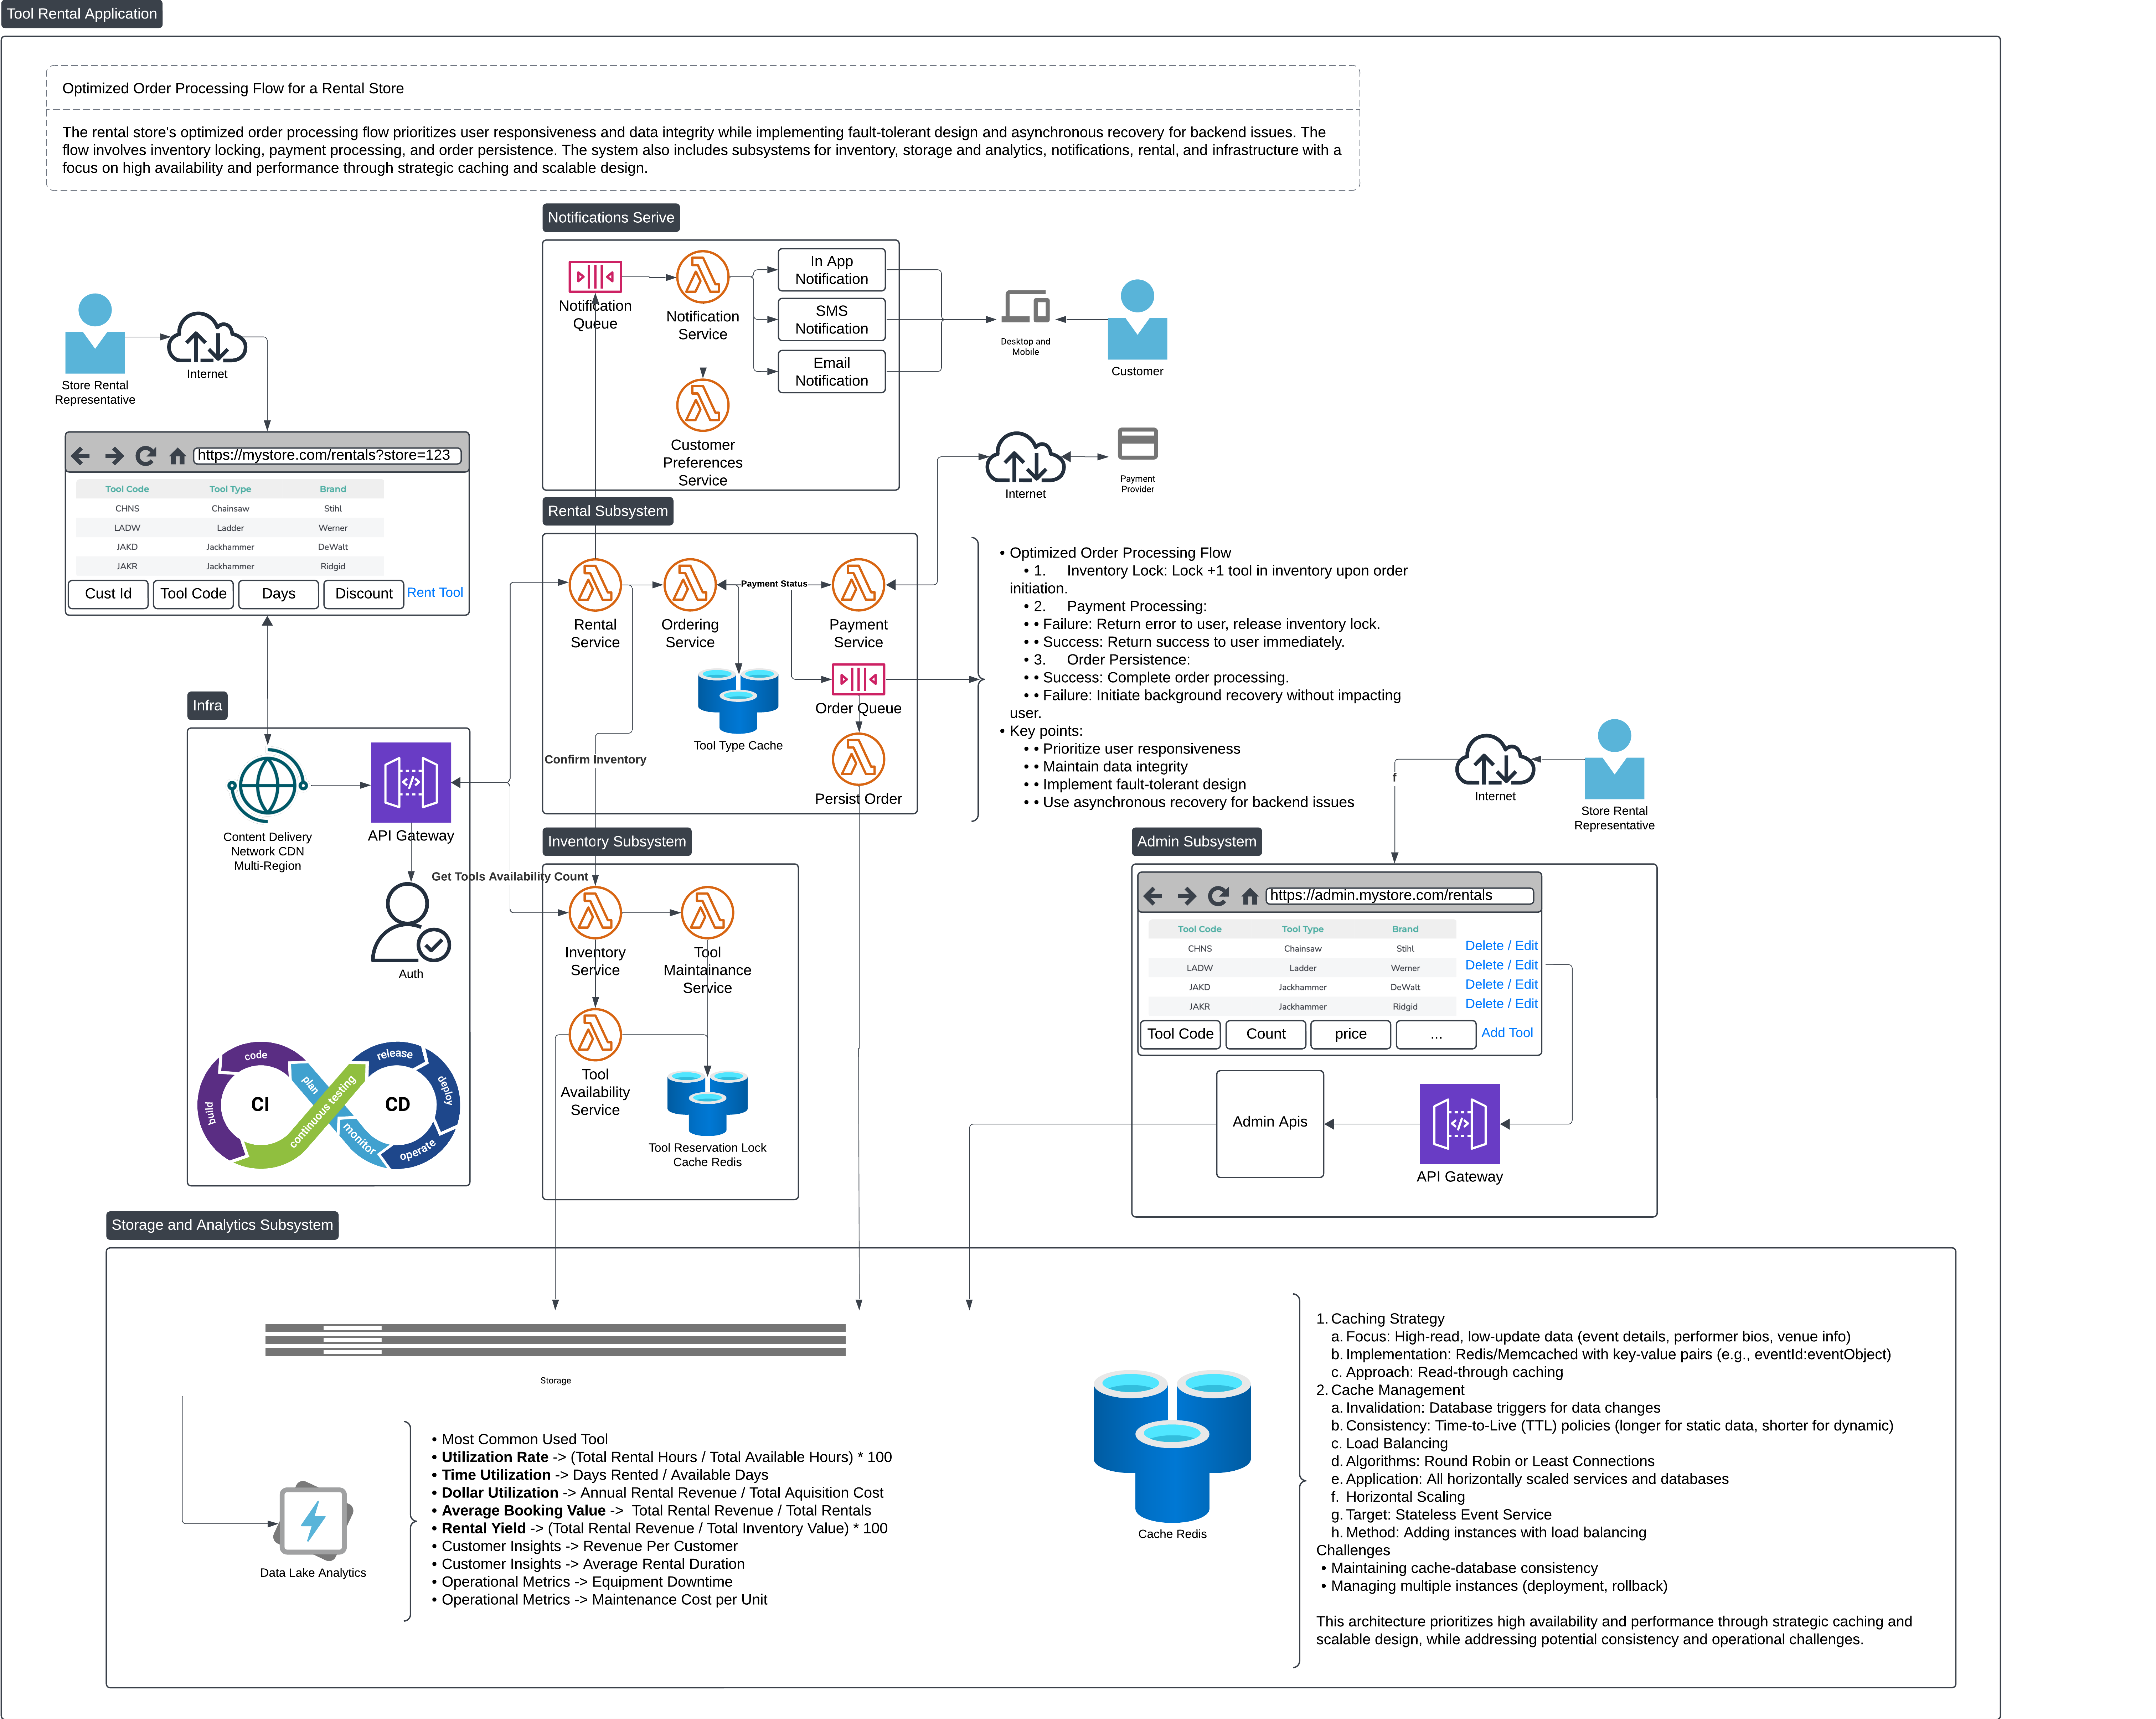 Tool Rental Application
Optimized Order Processing Flow for a Rental Store
The rental store's optimized order processing flow prioritizes user responsiveness and data integrity while implementing fault-tolerant design and asynchronous recovery for backend issues. The
flow involves inventory locking, payment processing, and order persistence. The system also includes subsystems for inventory, storage and analytics, notifications, rental, and infrastructure with a
focus on high availability and performance through strategic caching and scalable design.
Notifications Serive
Notification
Queue
Notification
Service
In App
Notification
SMS
Notification
Email
Notification
Customer
Preferences
Service
Desktop and
Mobile
Customer
Store Rental
Representative
Internet
https://mystore.com/rentals?store=123
Tool Code Tool Type Brand
CHNS Chainsaw Stihl
LADW Ladder Werner
JAKD Jackhammer DeWalt
JAKR Jackhammer Ridgid
Cust Id Tool Code Days Discount Rent Tool
Internet
Payment
Provider
Rental Subsystem
Rental
Service
Ordering
Service
Payment Status
Payment
Service
Tool Type Cache
Order Queue
Persist Order
Confirm Inventory
• Optimized Order Processing Flow
• 1. Inventory Lock: Lock +1 tool in inventory upon order
initiation.
• 2. Payment Processing:
• • Failure: Return error to user, release inventory lock.
• • Success: Return success to user immediately.
• 3. Order Persistence:
• • Success: Complete order processing.
• • Failure: Initiate background recovery without impacting
user.
• Key points:
• • Prioritize user responsiveness
• • Maintain data integrity
• • Implement fault-tolerant design
• • Use asynchronous recovery for backend issues
Infra
Content Delivery
Network CDN
Multi-Region
API Gateway
Auth
CI
CD
code
build
plan
continuous testing
monitor
release
deploy
operate
Get Tools Availability Count
Inventory Subsystem
Inventory
Service
Tool
Maintainance
Service
Tool
Availability
Service
Tool Reservation Lock
Cache Redis
f
Internet
Store Rental
Representative
Admin Subsystem
https://admin.mystore.com/rentals
Tool Code Tool Type Brand
CHNS Chainsaw Stihl Delete / Edit
LADW Ladder Werner Delete / Edit
JAKD Jackhammer DeWalt Delete / Edit
JAKR Jackhammer Ridgid Delete / Edit
Tool Code Count price ... Add Tool
Admin Apis
API Gateway
Storage and Analytics Subsystem
Storage
Data Lake Analytics
• Most Common Used Tool
• Utilization Rate -> (Total Rental Hours / Total Available Hours) * 100
• Time Utilization -> Days Rented / Available Days
• Dollar Utilization -> Annual Rental Revenue / Total Aquisition Cost
• Average Booking Value -> Total Rental Revenue / Total Rentals
• Rental Yield -> (Total Rental Revenue / Total Inventory Value) * 100
• Customer Insights -> Revenue Per Customer
• Customer Insights -> Average Rental Duration
• Operational Metrics -> Equipment Downtime
• Operational Metrics -> Maintenance Cost per Unit
Cache Redis
1. Caching Strategy
a. Focus: High-read, low-update data (event details, performer bios, venue info)
b. Implementation: Redis/Memcached with key-value pairs (e.g., eventId:eventObject)
c. Approach: Read-through caching
2. Cache Management
a. Invalidation: Database triggers for data changes
b. Consistency: Time-to-Live (TTL) policies (longer for static data, shorter for dynamic)
c. Load Balancing
d. Algorithms: Round Robin or Least Connections
e. Application: All horizontally scaled services and databases
f. Horizontal Scaling
g. Target: Stateless Event Service
h. Method: Adding instances with load balancing
Challenges
• Maintaining cache-database consistency
• Managing multiple instances (deployment, rollback)
This architecture prioritizes high availability and performance through strategic caching and
scalable design, while addressing potential consistency and operational challenges.